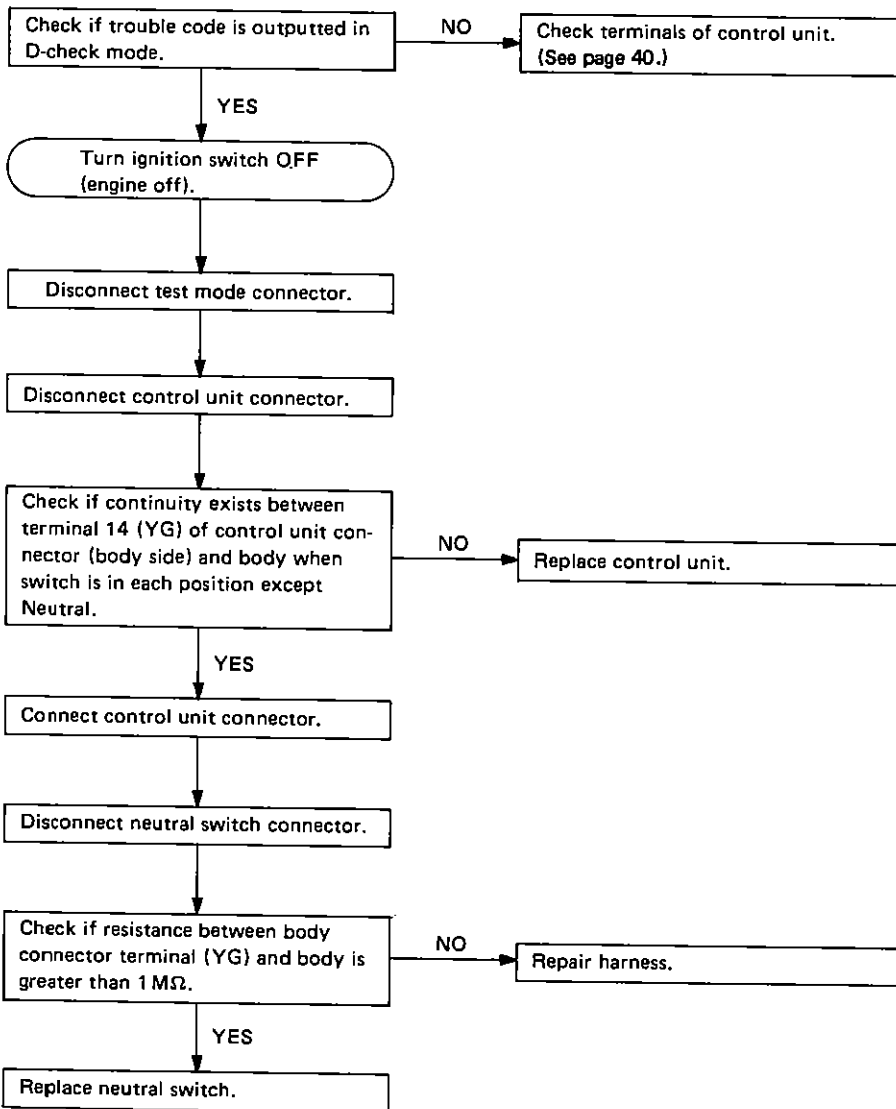 Check if trouble code is outputted in
D-check mode.
NO
Check terminals of control unit.
(See page 40.)
YES
Turn ignition switch OFF
(engine off).
Disconnect test mode connector.
Disconnect control unit connector.
Check if continuity exists between
terminal 14 (YG) of control unit con-
nector (body side) and body when
switch is in each position except
Neutral.
NO
Replace control unit.
YES
Connect control unit connector.
Disconnect neutral switch connector.
Check if resistance between body
connector terminal (YG) and body is
greater than 1 MΩ.
NO
Repair harness.
YES
Replace neutral switch.